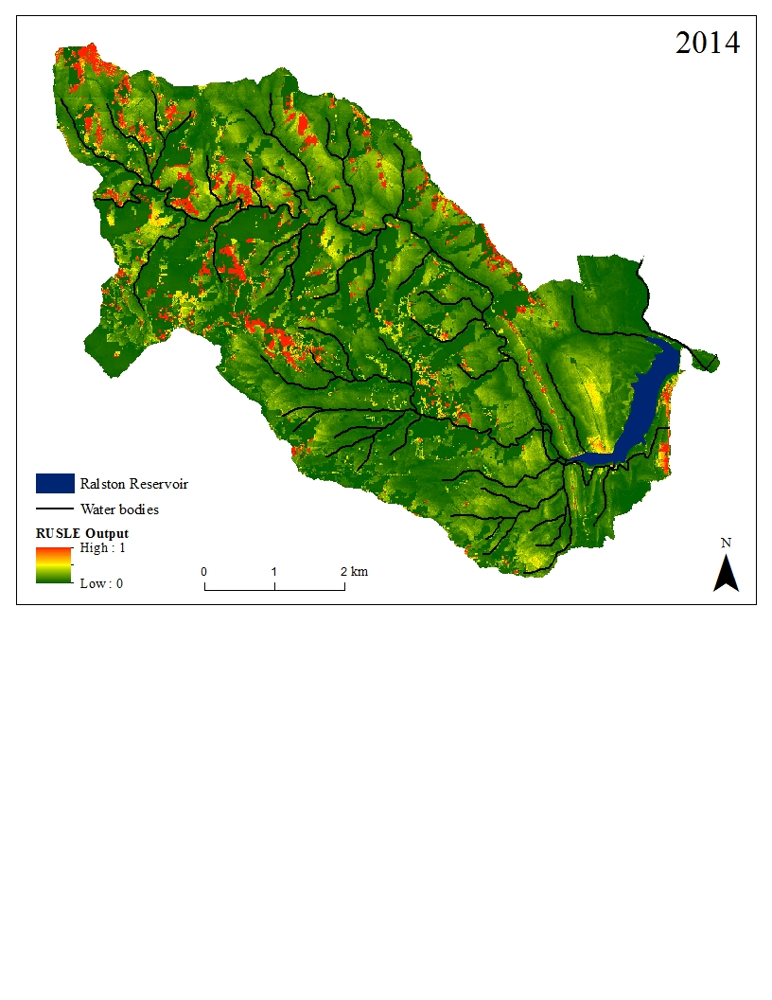 2014
Ralston Reservoir
Water bodies
RUSLE Output
High : 1
Low : 0
0 1 2 km
N